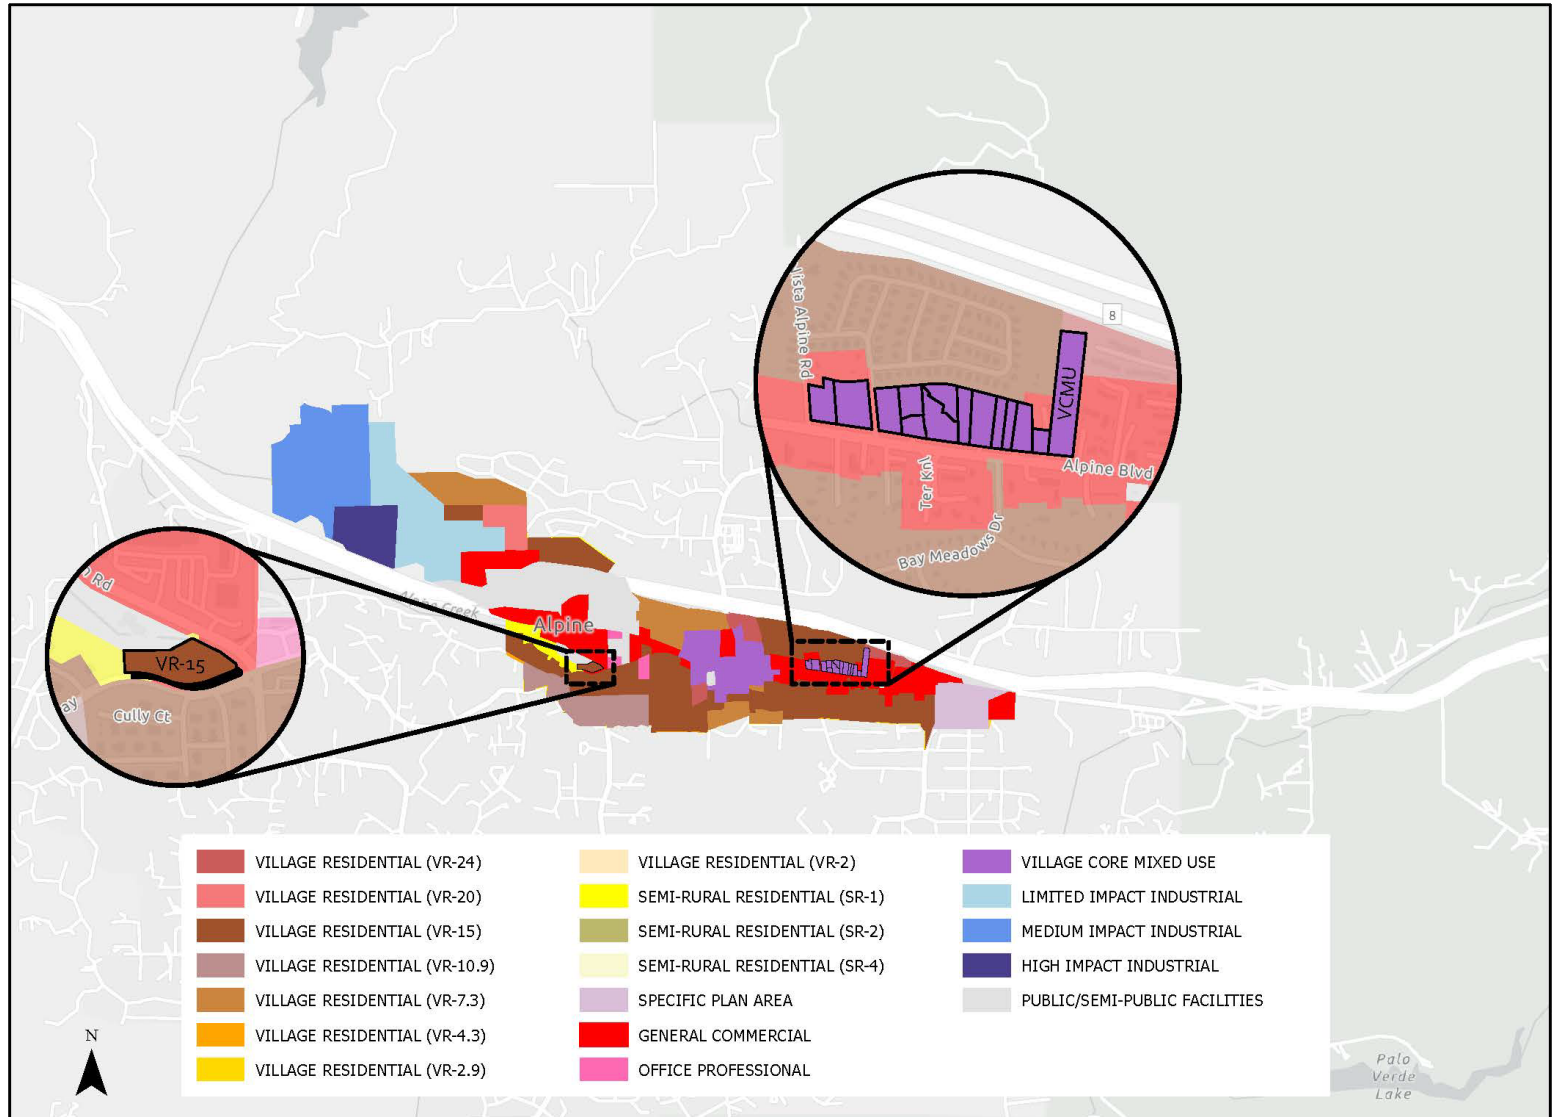 8
Vista Alpine Rd
VCMU
Alpine Blvd
Ter Knl
Bay Meadows Dr
Alpine Creek
Alpine
Rd
VR-15
ay
Cully Ct
VILLAGE RESIDENTIAL (VR-24)
VILLAGE RESIDENTIAL (VR-20)
VILLAGE RESIDENTIAL (VR-15)
VILLAGE RESIDENTIAL (VR-10.9)
VILLAGE RESIDENTIAL (VR-7.3)
VILLAGE RESIDENTIAL (VR-4.3)
VILLAGE RESIDENTIAL (VR-2.9)
VILLAGE RESIDENTIAL (VR-2)
SEMI-RURAL RESIDENTIAL (SR-1)
SEMI-RURAL RESIDENTIAL (SR-2)
SEMI-RURAL RESIDENTIAL (SR-4)
SPECIFIC PLAN AREA
GENERAL COMMERCIAL
OFFICE PROFESSIONAL
VILLAGE CORE MIXED USE
LIMITED IMPACT INDUSTRIAL
MEDIUM IMPACT INDUSTRIAL
HIGH IMPACT INDUSTRIAL
PUBLIC/SEMI-PUBLIC FACILITIES
N
Palo
Verde
Lake